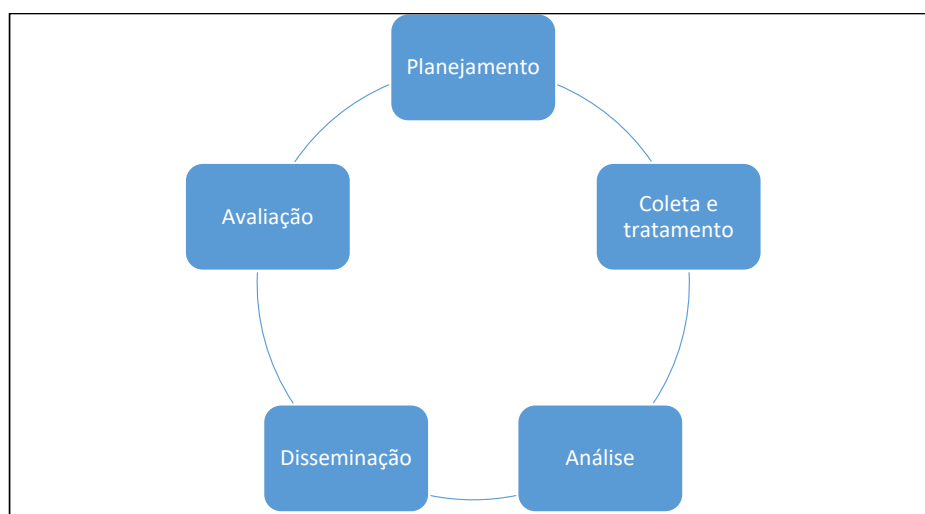 Planejamento
Coleta e
tratamento
Análise
Disseminação
Avaliação